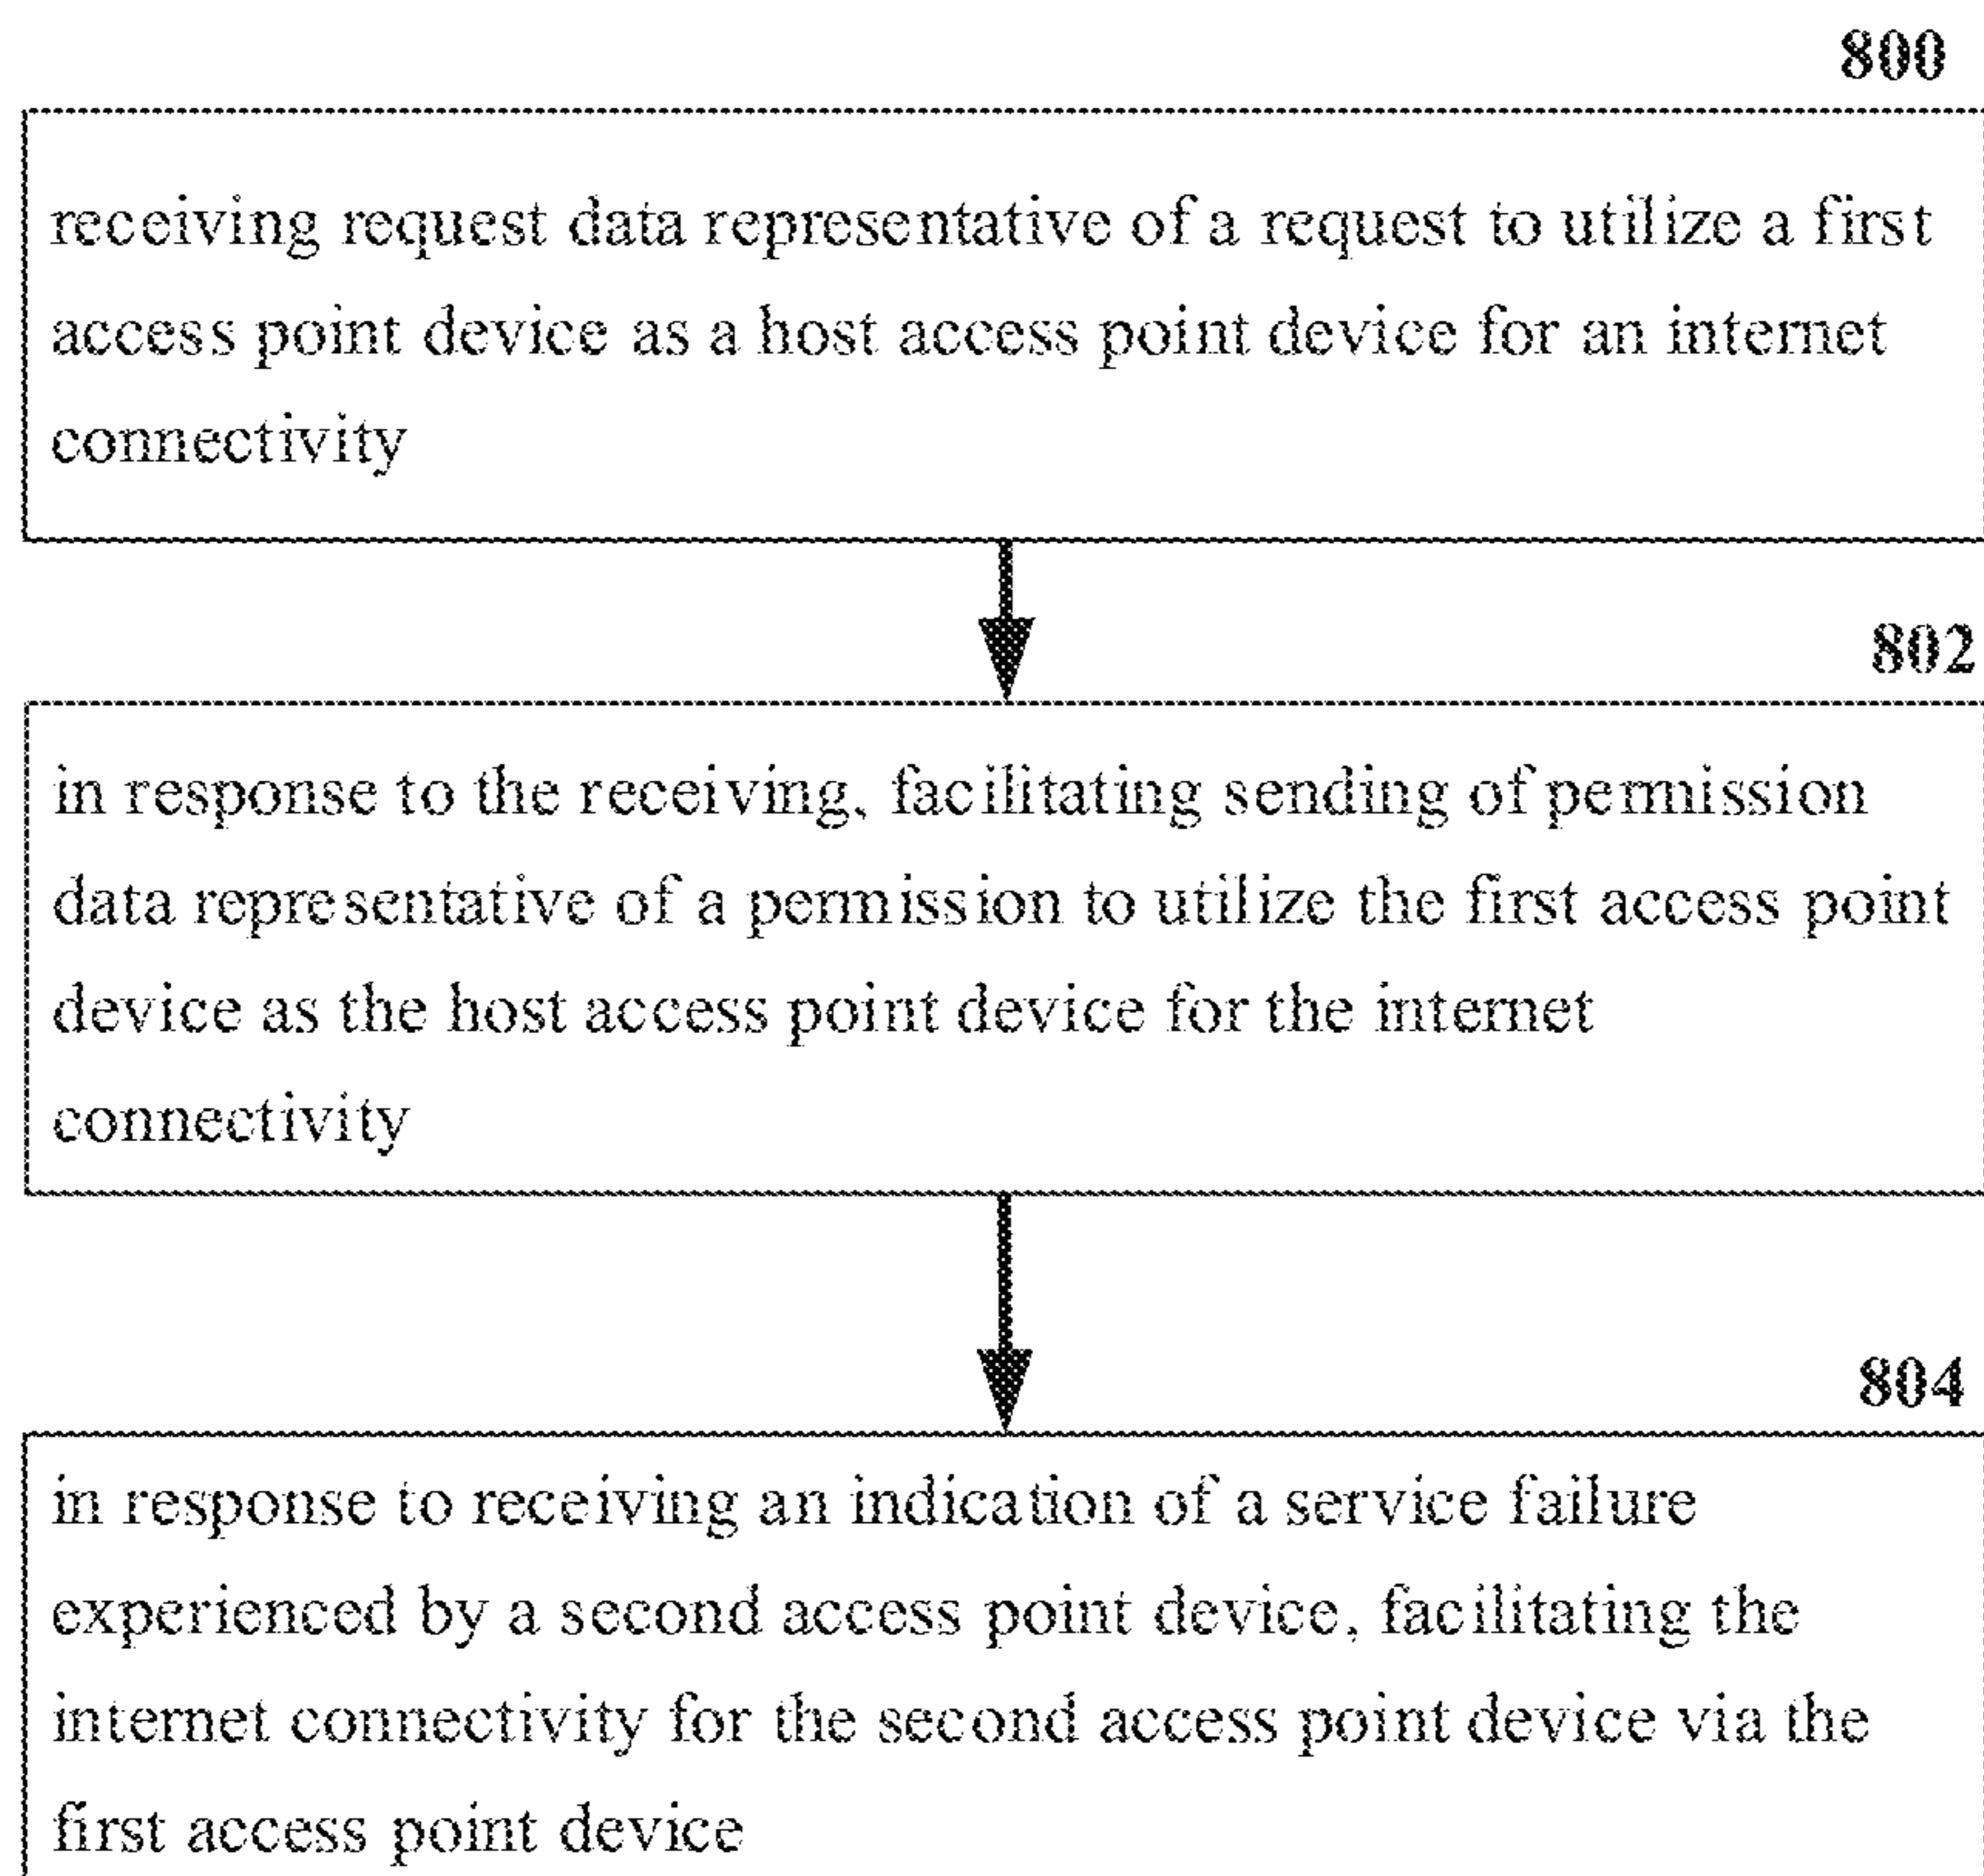 800
receiving request data representative of a request to utilize a first
access point device as a host access point device for an internet
connectivity
802
in response to the receiving, facilitating sending of permission
data representative of a permission to utilize the first access point
device as the host access point device for the internet
connectivity
804
in response to receiving an indication of a service failure
experienced by a second access point device, facilitating the
internet connectivity for the second access point device via the
first access point device